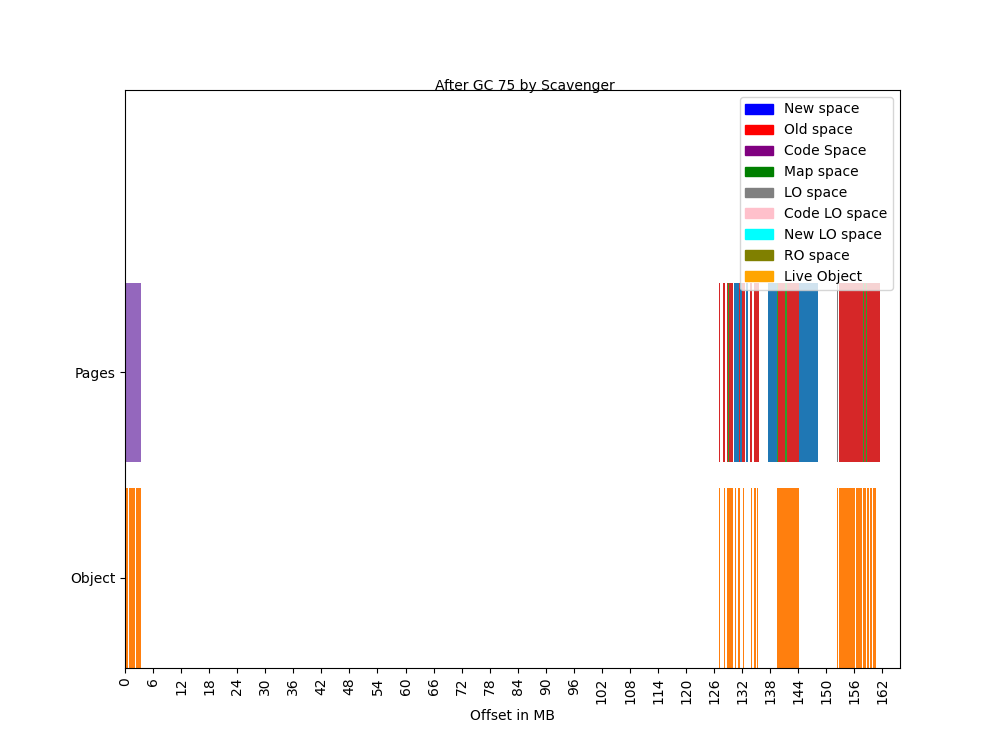 After GC 75 by Scavenger
New space
Old space
Code Space
Map space
LO space
Code LO space
New LO space
RO space
Live Object
Pages
Object
0 6 12 18 24 30 36 42 48 54 60 66 72 78 84 90 96 102 108 114 120 126 132 138 144 150 156 162
Offset in MB